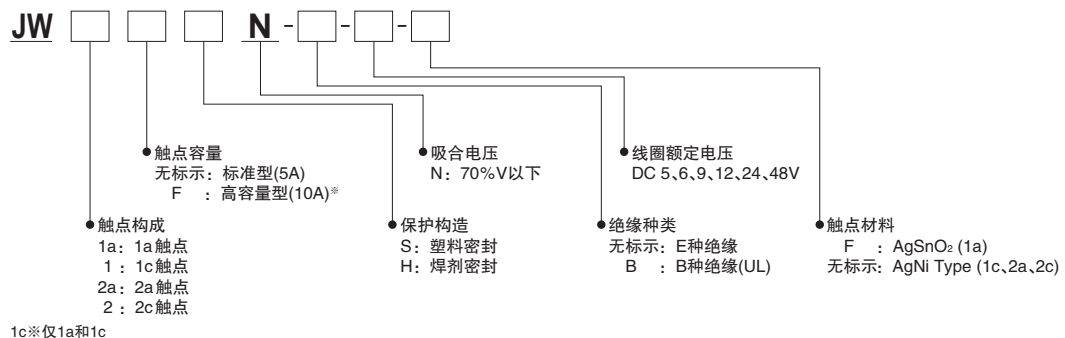 JW □ □ □ N - □ - □ - □
● 触点容量
无标示：标准型(5A)
F ：高容量型(10A)※
● 吸合电压
N：70%V以下
● 线圈额定电压
DC 5、6、9、12、24、48V
● 触点构成
1a：1a触点
1：1c触点
2a：2a触点
2：2c触点
● 保护构造
S：塑料密封
H：焊剂密封
● 绝缘种类
无标示：E种绝缘
B ：B种绝缘(UL)
● 触点材料
F ：AgSnO₂ (1a)
无标示：AgNi Type (1c、2a、2c)
1c※仅1a和1c